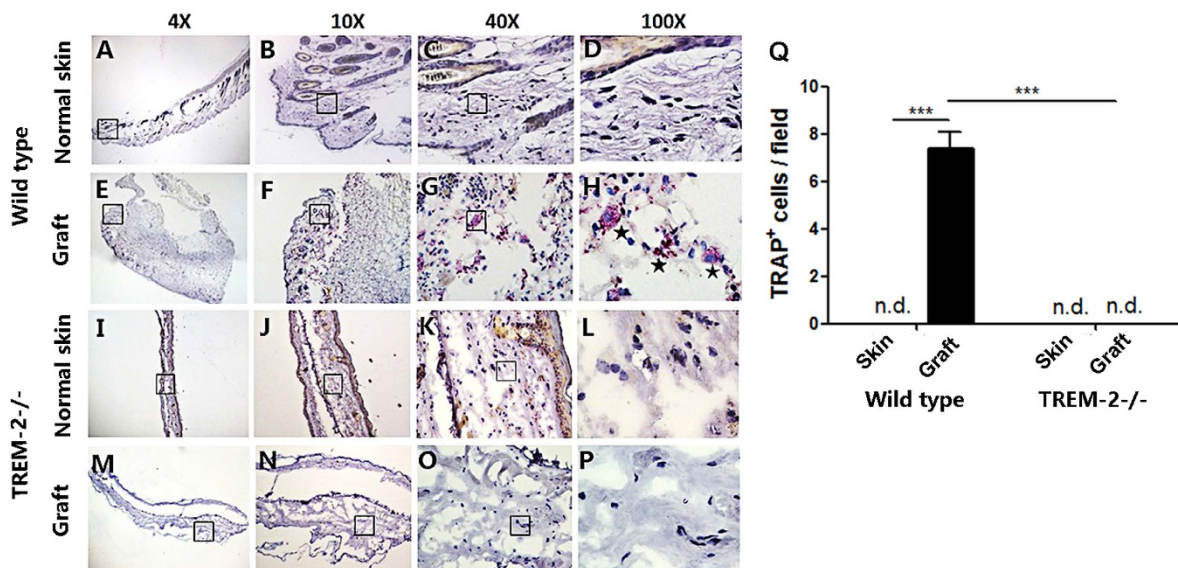 4X 10X 40X 100X
Wild type
Normal skin
A B C D
Graft
E F G H
TREM-2-/-
Normal skin
I J K L
Graft
M N O P
Q
TRAP+ cells / field
10
8
6
4
2
0
*** ***
n.d. n.d. n.d.
Skin Graft Skin Graft
Wild type TREM-2-/-